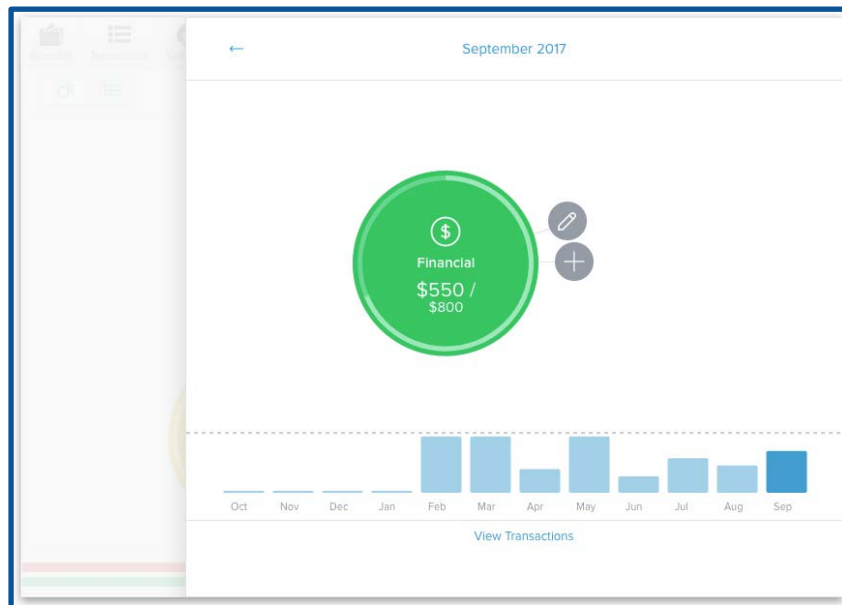 September 2017
$
Financial
$550 /
$800
Oct Nov Dec Jan Feb Mar Apr May Jun Jul Aug Sep
View Transactions